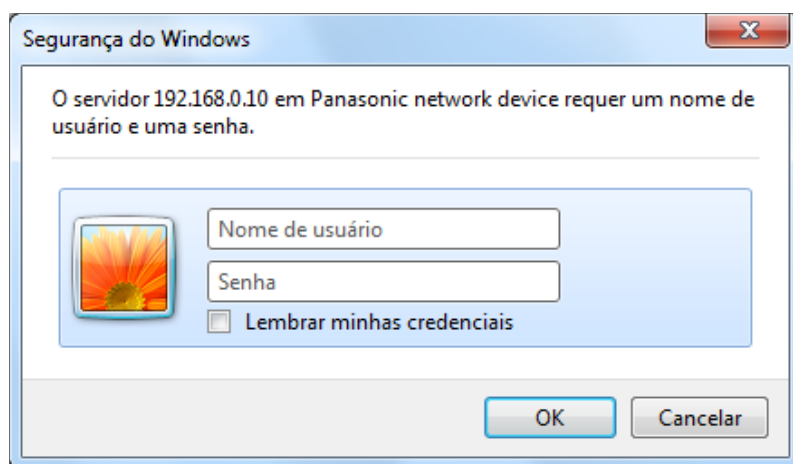 Segurança do Windows
O servidor 192.168.0.10 em Panasonic network device requer um nome de
usuário e uma senha.
Nome de usuário
Senha
Lembrar minhas credenciais
OK
Cancelar